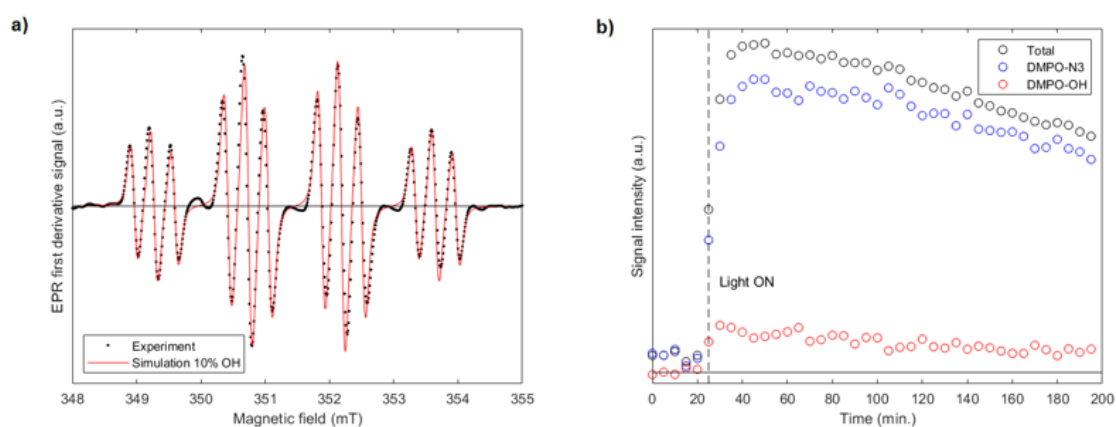 a)
EPR first derivative signal (a.u.)
Experiment
Simulation 10% OH
348 349 350 351 352 353 354 355
Magnetic field (mT)
b)
Signal intensity (a.u.)
Total
DMPO-N3
DMPO-OH
Light ON
0 20 40 60 80 100 120 140 160 180 200
Time (min.)